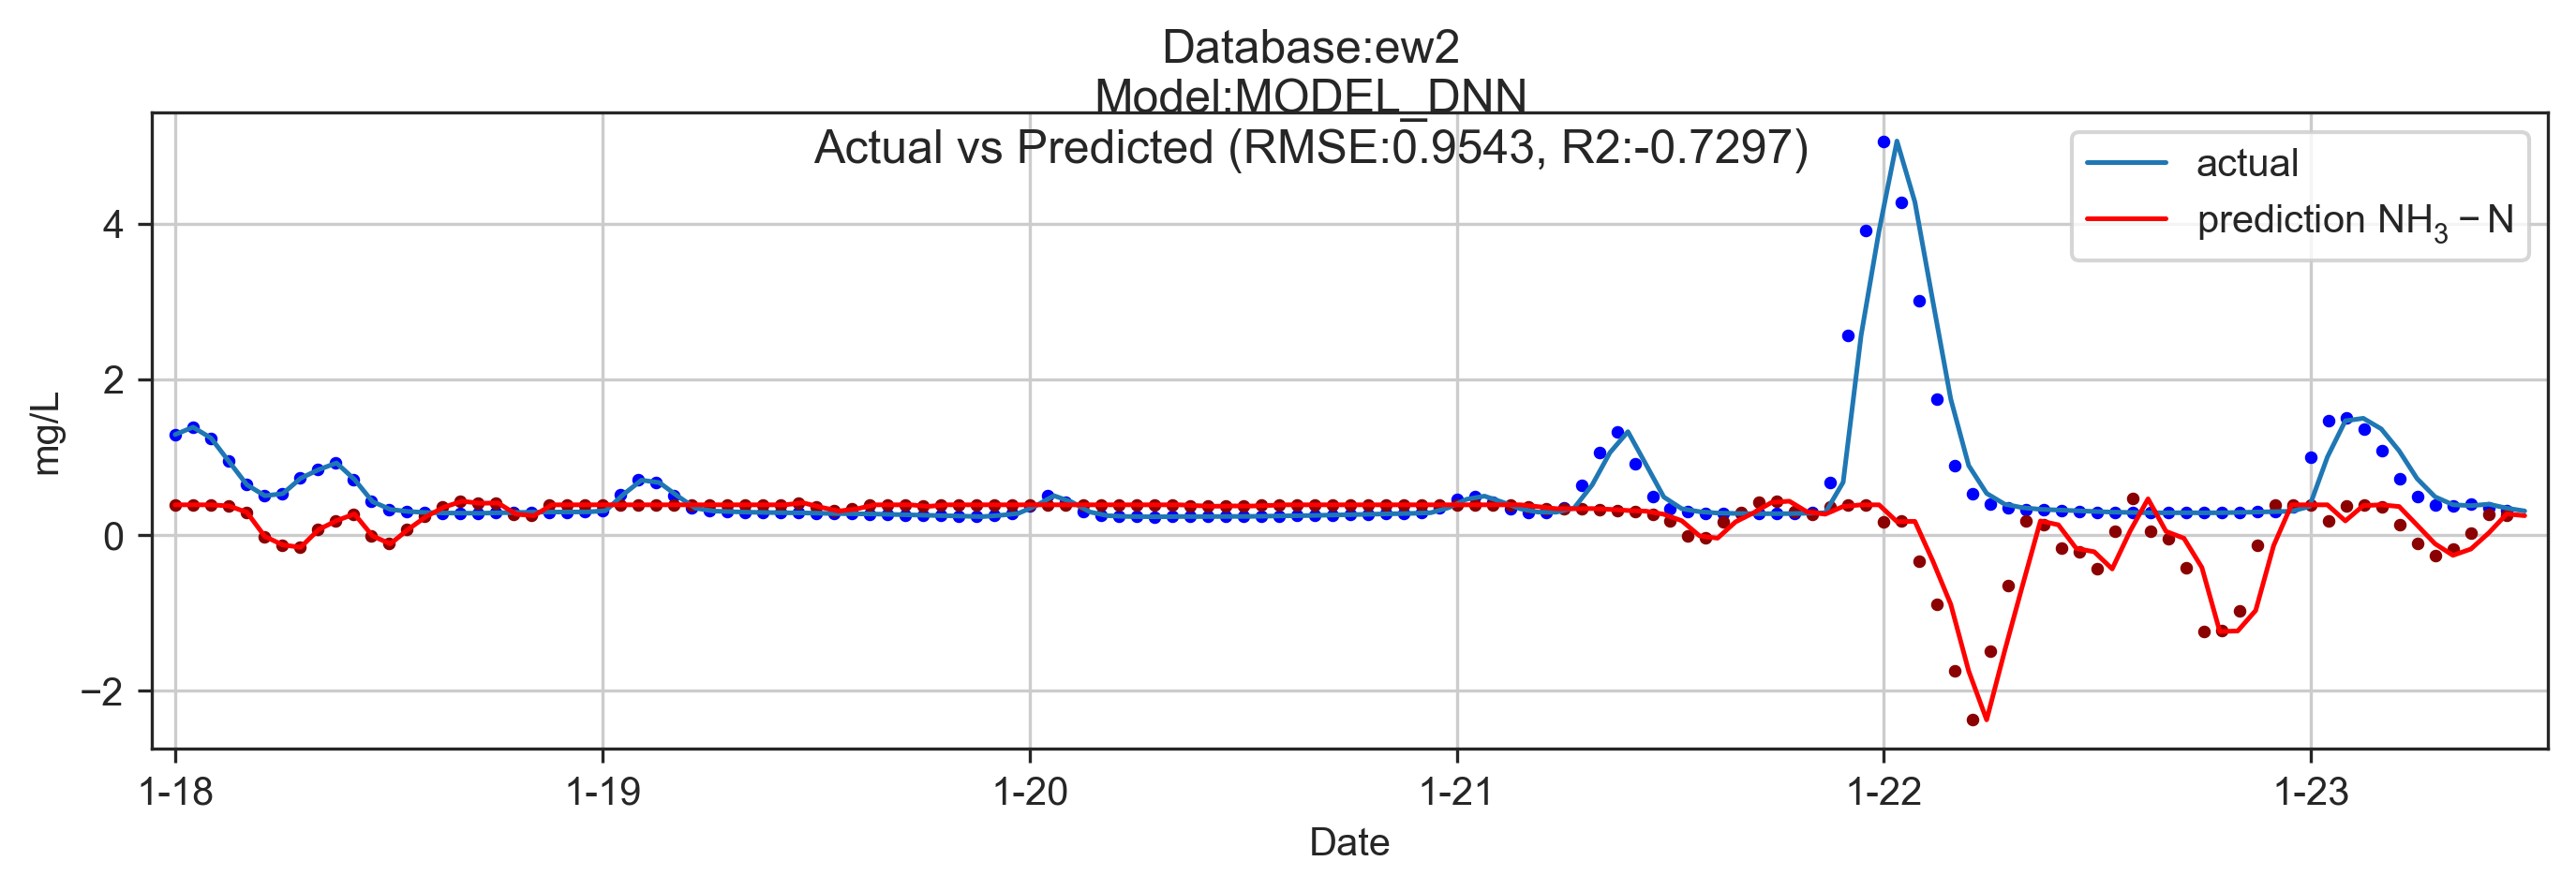 Database:ew2
Model:MODEL_DNN
Actual vs Predicted (RMSE:0.9543, R2:-0.7297)
actual
prediction NH₃ − N
mg/L
4
2
0
−2
1-18 1-19 1-20 1-21 1-22 1-23
Date